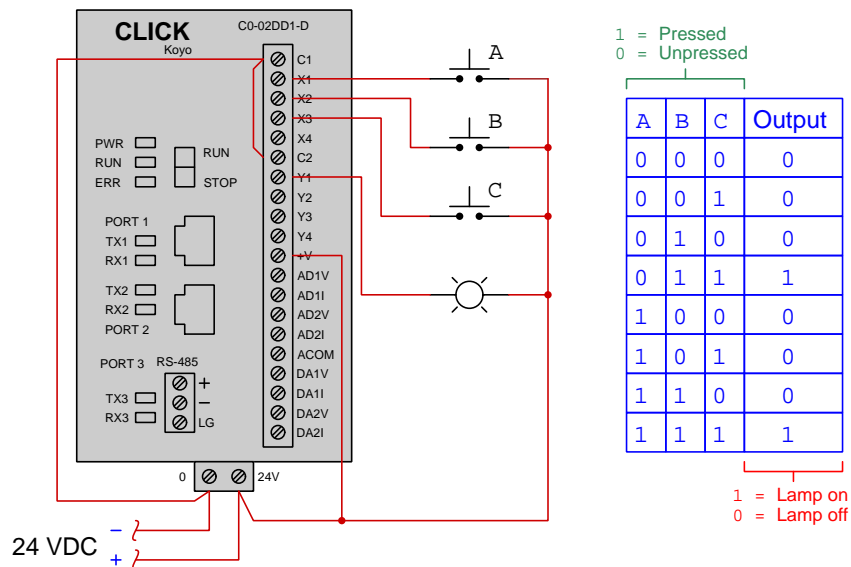 CLICK
Koyo
C0-02DD1-D
C1
X1
X2
X3
X4
C2
Y1
Y2
Y3
Y4
+V
AD1V
AD1I
AD2V
AD2I
ACOM
DA1V
DA1I
DA2V
DA2I
PWR
RUN
ERR
RUN
STOP
PORT 1
TX1
RX1
TX2
RX2
PORT 2
PORT 3 RS-485
TX3
RX3
+
−
LG
0 24V
24 VDC
−
+
A
B
C
1 = Pressed
0 = Unpressed
A B C Output
0 0 0 0
0 0 1 0
0 1 0 0
0 1 1 1
1 0 0 0
1 0 1 0
1 1 0 0
1 1 1 1
1 = Lamp on
0 = Lamp off